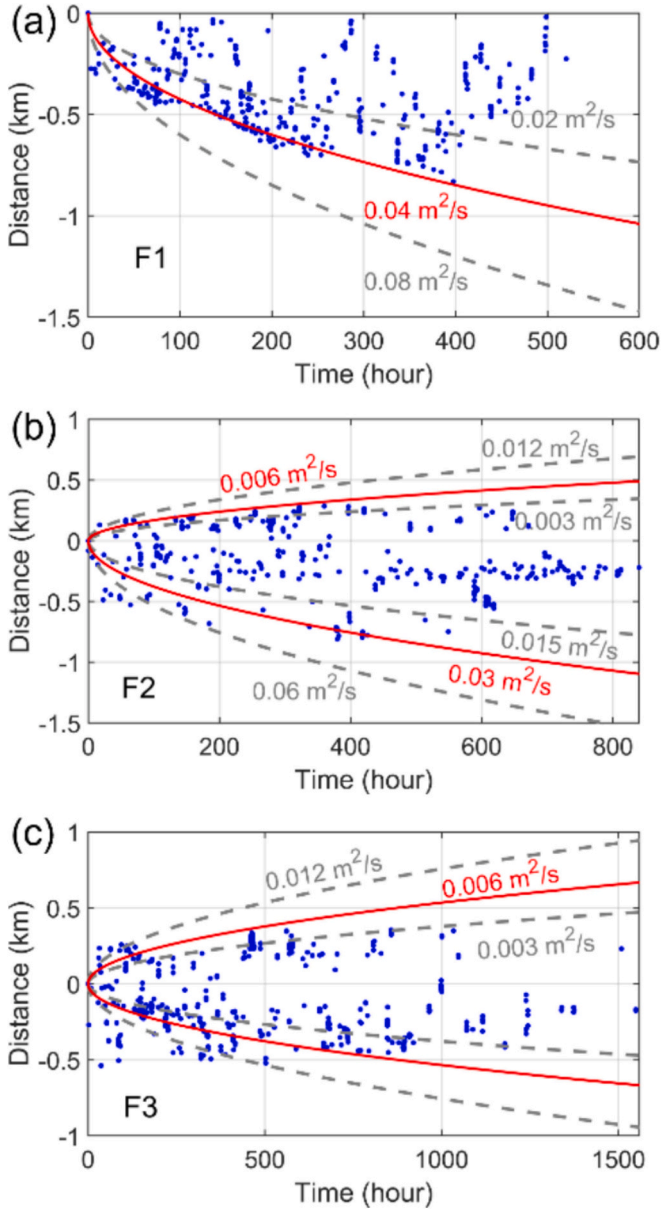 (a)
0
-0.5
-1
-1.5
Distance (km)
0.02 m²/s
0.04 m²/s
0.08 m²/s
F1
0 100 200 300 400 500 600
Time (hour)
(b)
1
0.5
0
-0.5
-1
-1.5
Distance (km)
0.012 m²/s
0.006 m²/s
0.003 m²/s
0.015 m²/s
0.03 m²/s
0.06 m²/s
F2
0 200 400 600 800
Time (hour)
(c)
1
0.5
0
-0.5
-1
Distance (km)
0.012 m²/s
0.006 m²/s
0.003 m²/s
F3
0 500 1000 1500
Time (hour)